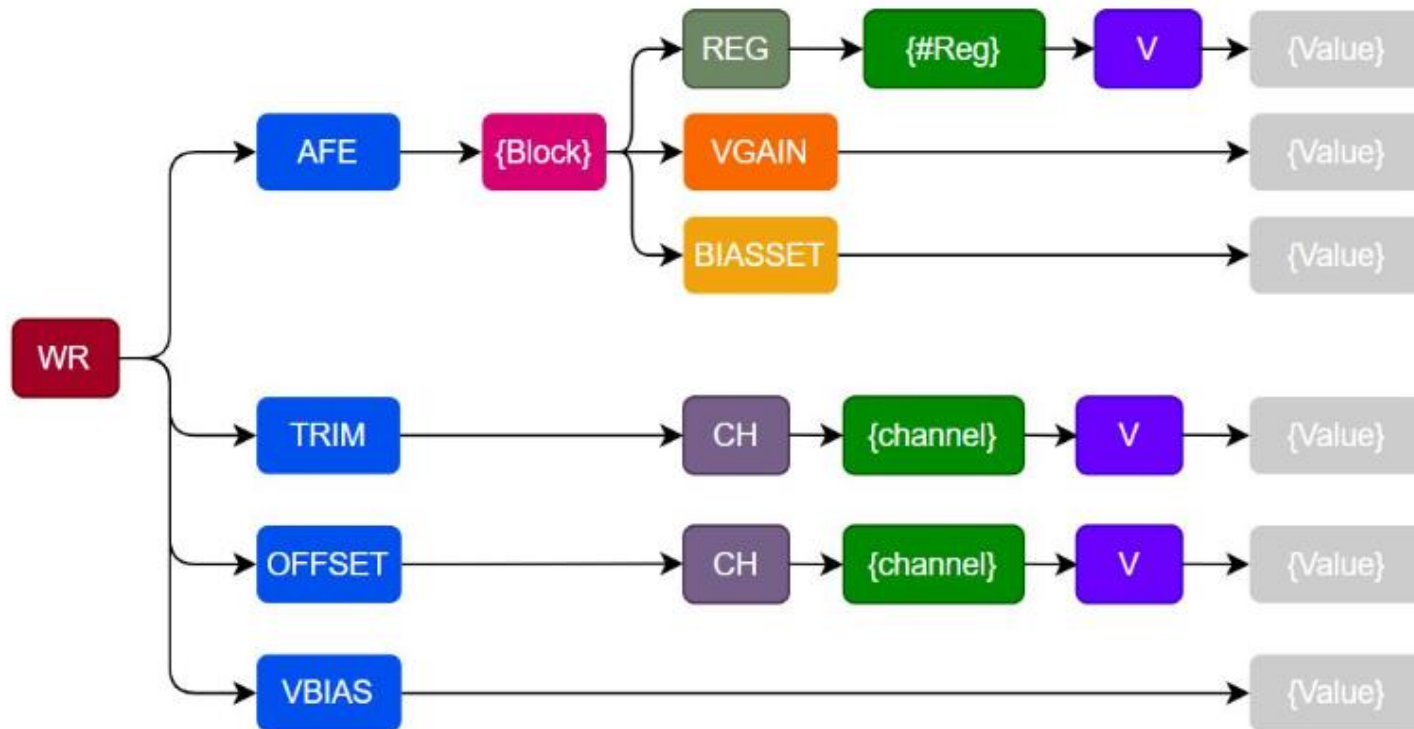 REG {#Reg} V {Value}
AFE {Block} VGAIN {Value}
BIASSET {Value}
WR
TRIM CH {channel} V {Value}
OFFSET CH {channel} V {Value}
VBIAS {Value}